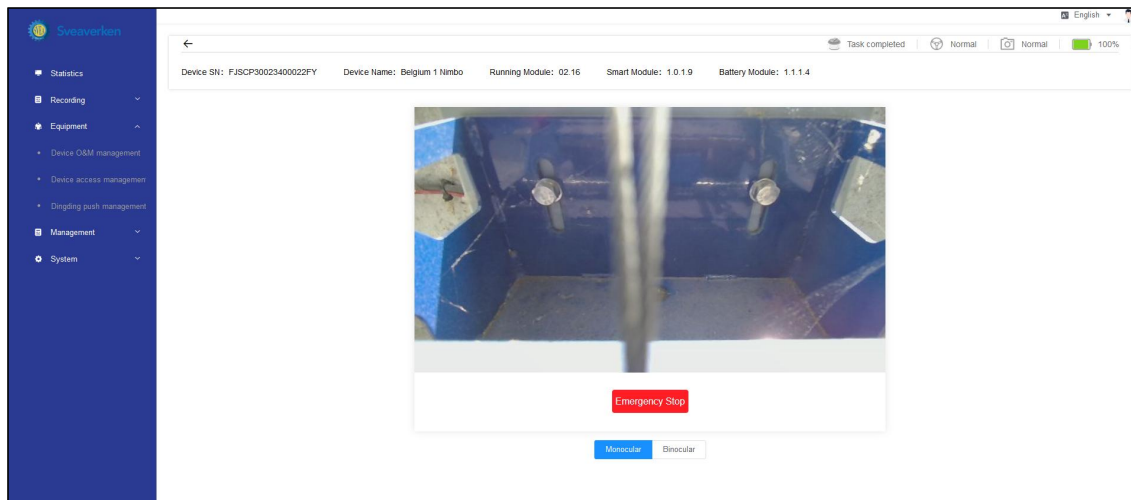 English
Sveaverken
Task completed
Normal
Normal
100%
Device SN: FJSCP30023400022FY
Device Name: Belgium 1 Nimbo
Running Module: 02.16
Smart Module: 1.0.1.9
Battery Module: 1.1.1.4
Statistics
Recording
Equipment
Device O&M management
Device access managemen
Dingding push management
Management
System
Emergency Stop
Monocular
Binocular